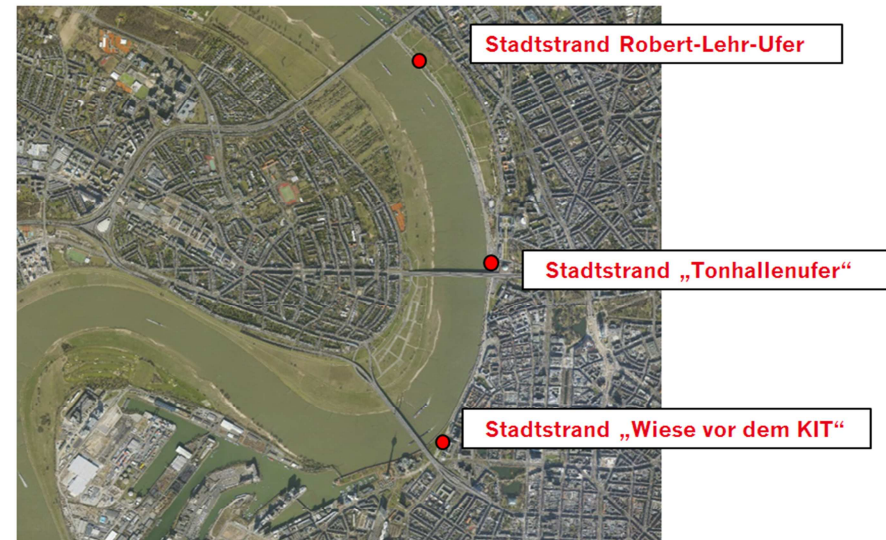 Stadtstrand Robert-Lehr-Ufer
Stadtstrand „Tonhallenufer“
Stadtstrand „Wiese vor dem KIT“